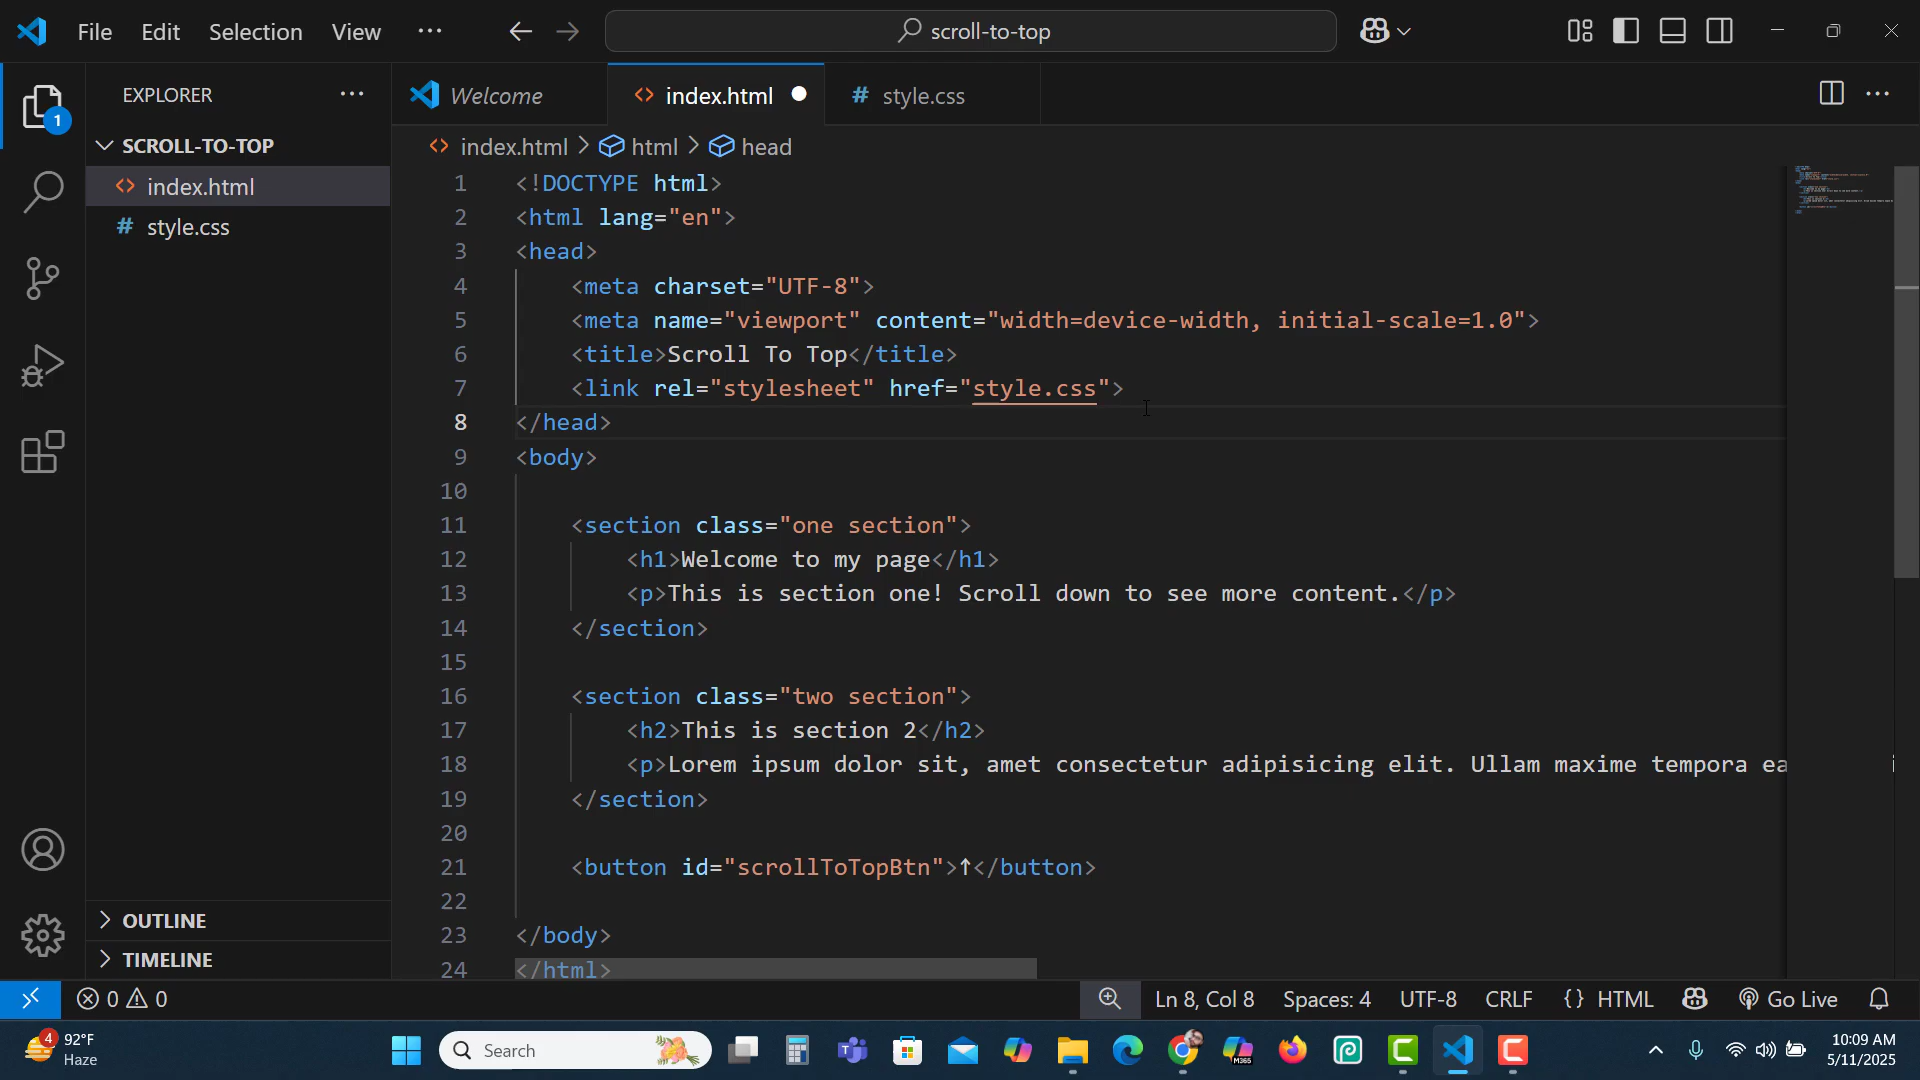 File Edit Selection View ··· scroll-to-top
EXPLORER ···
1
SCROLL-TO-TOP
index.html
# style.css
OUTLINE
TIMELINE
Welcome
index.html
# style.css
index.html > html > head
1 <!DOCTYPE html>
2 <html lang="en">
3 <head>
4 <meta charset="UTF-8">
5 <meta name="viewport" content="width=device-width, initial-scale=1.0">
6 <title>Scroll To Top</title>
7 <link rel="stylesheet" href="style.css">
8 </head>
9 <body>
10
11 <section class="one section">
12 <h1>Welcome to my page</h1>
13 <p>This is section one! Scroll down to see more content.</p>
14 </section>
15
16 <section class="two section">
17 <h2>This is section 2</h2>
18 <p>Lorem ipsum dolor sit, amet consectetur adipisicing elit. Ullam maxime tempora ea
19 </section>
20
21 <button id="scrollToTopBtn">↑</button>
22
23 </body>
24 </html>
0 0 Ln 8, Col 8 Spaces: 4 UTF-8 CRLF {} HTML Go Live
4 92°F
Haze
Search
M365
10:09 AM
5/11/2025